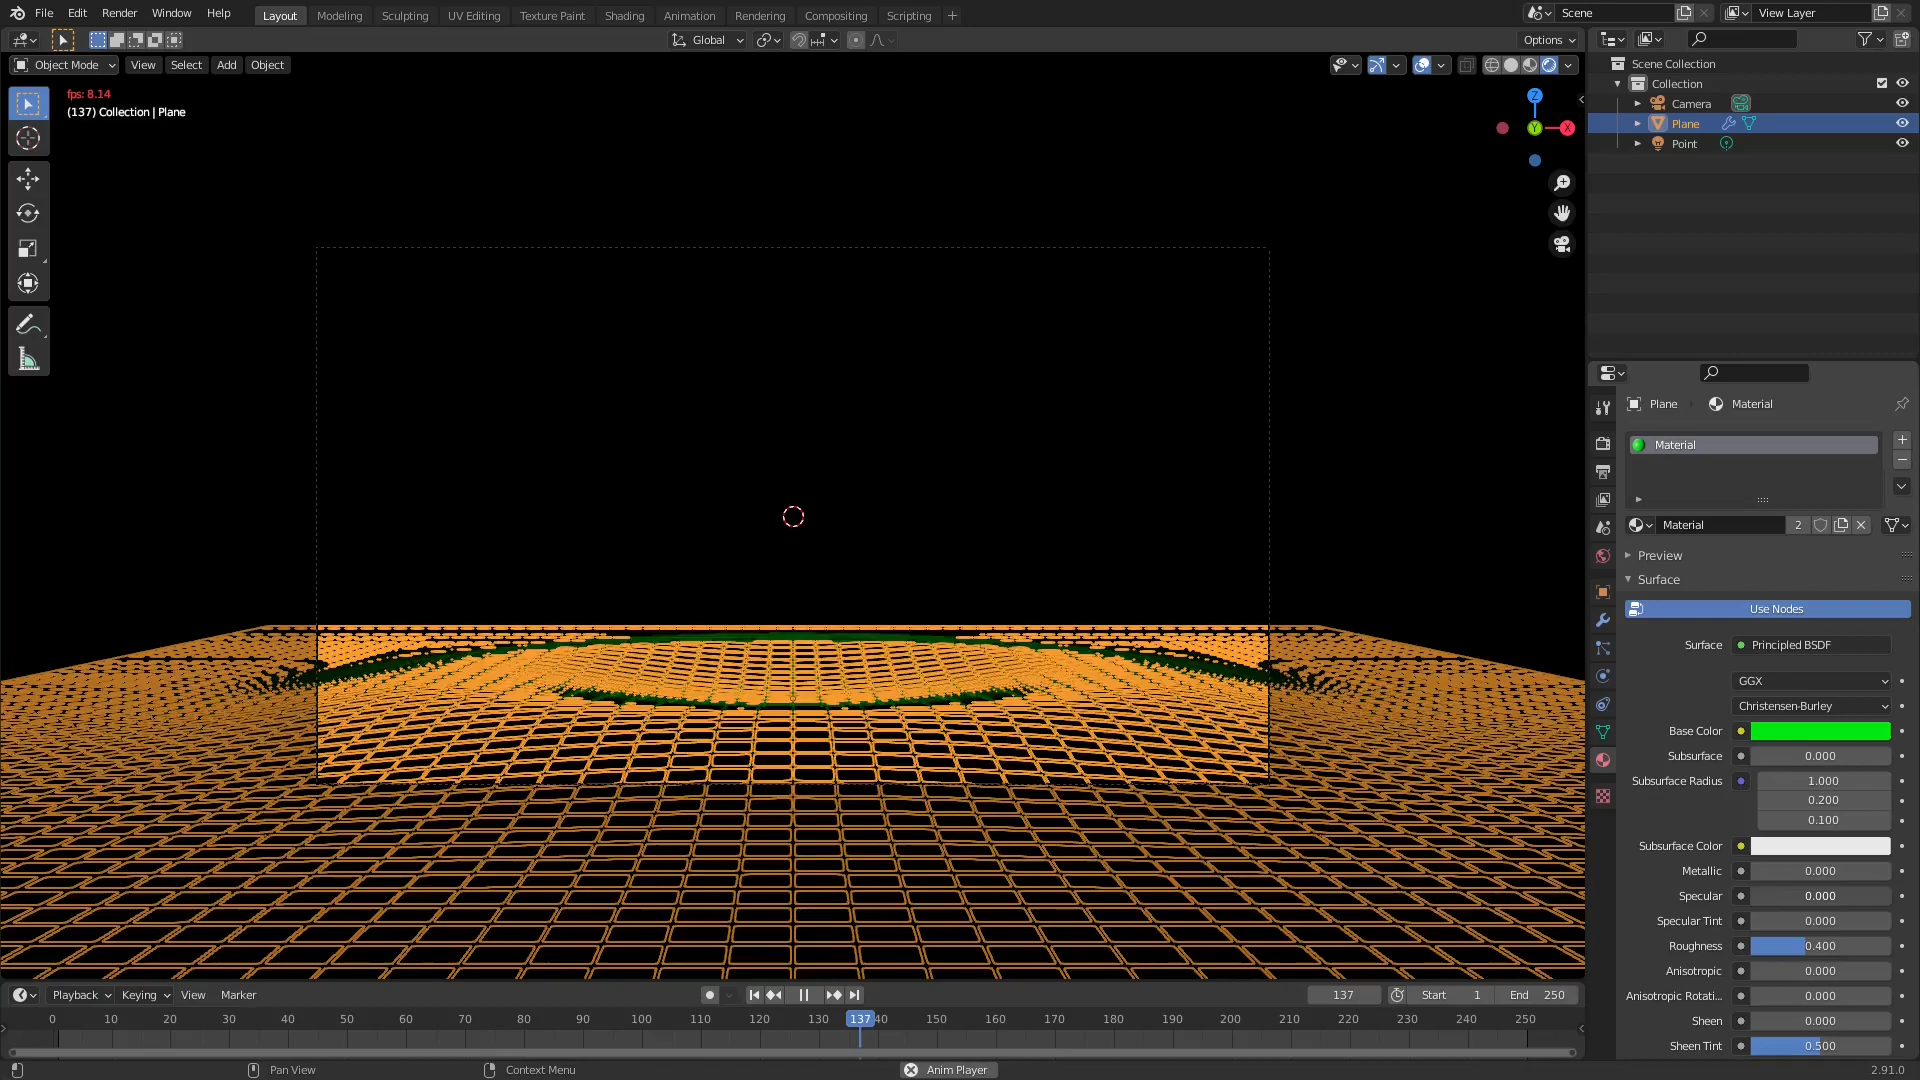 File Edit Render Window Help Layout Modeling Sculpting UV Editing Texture Paint Shading Animation Rendering Compositing Scripting + Scene View Layer
Global Options
Object Mode View Select Add Object
fps: 8.14
(137) Collection | Plane
Z
Y X
Scene Collection
Collection
Camera
Plane
Point
Plane Material
Material
Material 2
Preview
Surface
Use Nodes
Surface Principled BSDF
GGX
Christensen-Burley
Base Color
Subsurface 0.000
Subsurface Radius 1.000
0.200
0.100
Subsurface Color
Metallic 0.000
Specular 0.000
Specular Tint 0.000
Roughness 0.400
Anisotropic 0.000
Anisotropic Rotati... 0.000
Sheen 0.000
Sheen Tint 0.500
Playback Keying View Marker 137 Start 1 End 250
0 10 20 30 40 50 60 70 80 90 100 110 120 130 137 40 150 160 170 180 190 200 210 220 230 240 250
Pan View Context Menu Anim Player 2.91.0